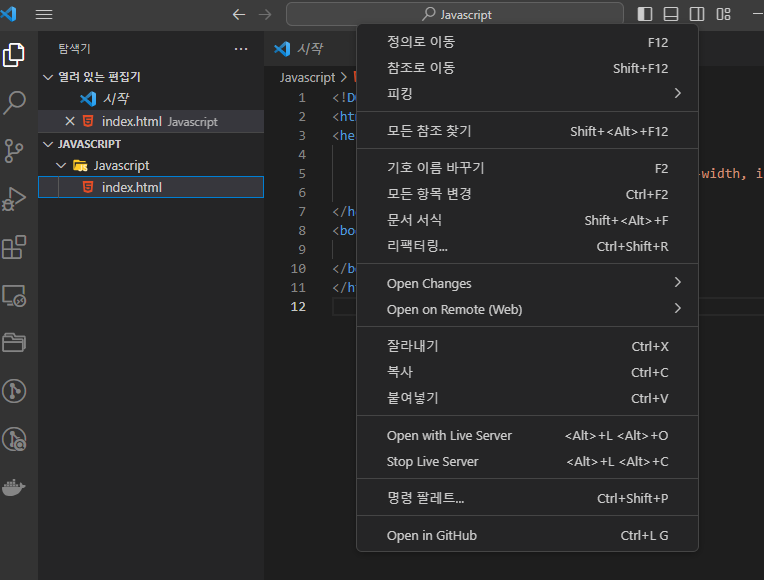 Javascript
탐색기
시작
열려 있는 편집기
시작
index.html Javascript
JAVASCRIPT
Javascript
index.html
Javascript >
1 <!D
2 <ht
3 <he
4
5 -width, i
6
7 </h
8 <bo
9
10 </b
11 </h
12
정의로 이동 F12
참조로 이동 Shift+F12
피킹
모든 참조 찾기 Shift+<Alt>+F12
기호 이름 바꾸기 F2
모든 항목 변경 Ctrl+F2
문서 서식 Shift+<Alt>+F
리팩터링... Ctrl+Shift+R
Open Changes
Open on Remote (Web)
잘라내기 Ctrl+X
복사 Ctrl+C
붙여넣기 Ctrl+V
Open with Live Server <Alt>+L <Alt>+O
Stop Live Server <Alt>+L <Alt>+C
명령 팔레트... Ctrl+Shift+P
Open in GitHub Ctrl+L G